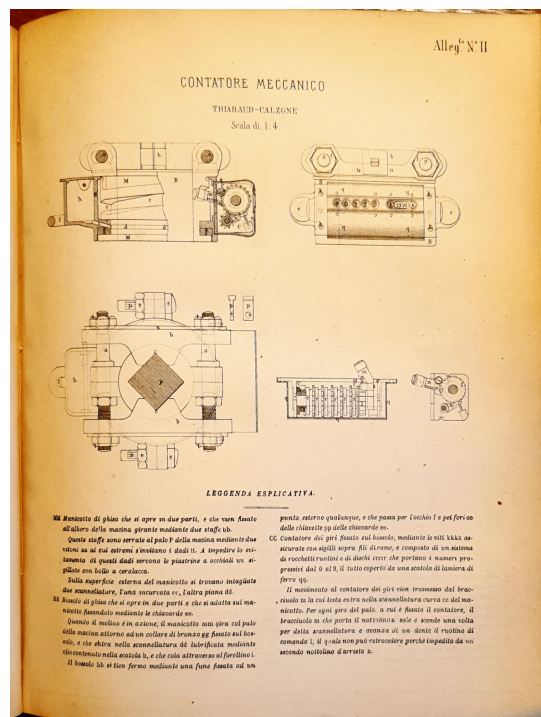 Alleg.to N.o II
CONTATORE MECCANICO
THIABAUD-CALZONE
Scala di 1:4
LEGGENDA ESPLICATIVA.
MM Manicotto di ghisa che si apre in due parti, e che vien fissato
all'albero della macina girante mediante due staffe bb.
Queste staffe sono serrate al palo P della macina mediante due
vitoni aa ai cui estremi s'invitano i dadi tt. A impedire lo svi-
tamento di questi dadi servono le piastrine a occhiali uu si-
gillate con bollo a ceralacca.
Sulla superficie esterna del manicotto si trovano intagliate
due scannellature, l'una incurvata cc, l'altra piana dd.
BB Bossolo di ghisa che si apre in due parti e che si adatta sul ma-
nicotto fissandolo mediante le chiavarde ee.
Quando il molino è in azione, il manicotto MM gira col palo
della macina attorno ad un collare di bronzo gg fissato sul bos-
solo, e che entra nella scannellatura dd lubrificata mediante
olio contenuto nella scatola h, e che cola attraverso al forellino i.
Il bossolo bb si tien fermo mediante una fune fissata ad un
punto esterno qualunque, e che passa per l'occhio f e pei fori oo
delle chiavette pp delle chiavarde ee.
CC Contatore dei giri fissato sul bossolo, mediante le viti kkkk as-
sicurate con sigilli sopra fili di rame, e composto di un sistema
di rocchetti ruotini e di dischi rrrr che portano i numeri pro-
gressivi dal 0 al 9, il tutto coperto da una scatola di lamiera di
ferro qq.
Il movimento al contatore dei giri vien trasmesso dal brac-
ciuolo m la cui testa entra nella scannellatura curva cc del ma-
nicotto. Per ogni giro del palo, a cui è fissato il contatore, il
bracciuolo m che porta il nottolino n sale e scende una volta
per detta scannellatura e avanza di un dente il ruotino di
comando l, il quale non può retrocedere perchè impedito da un
secondo nottolino d'arresto z.